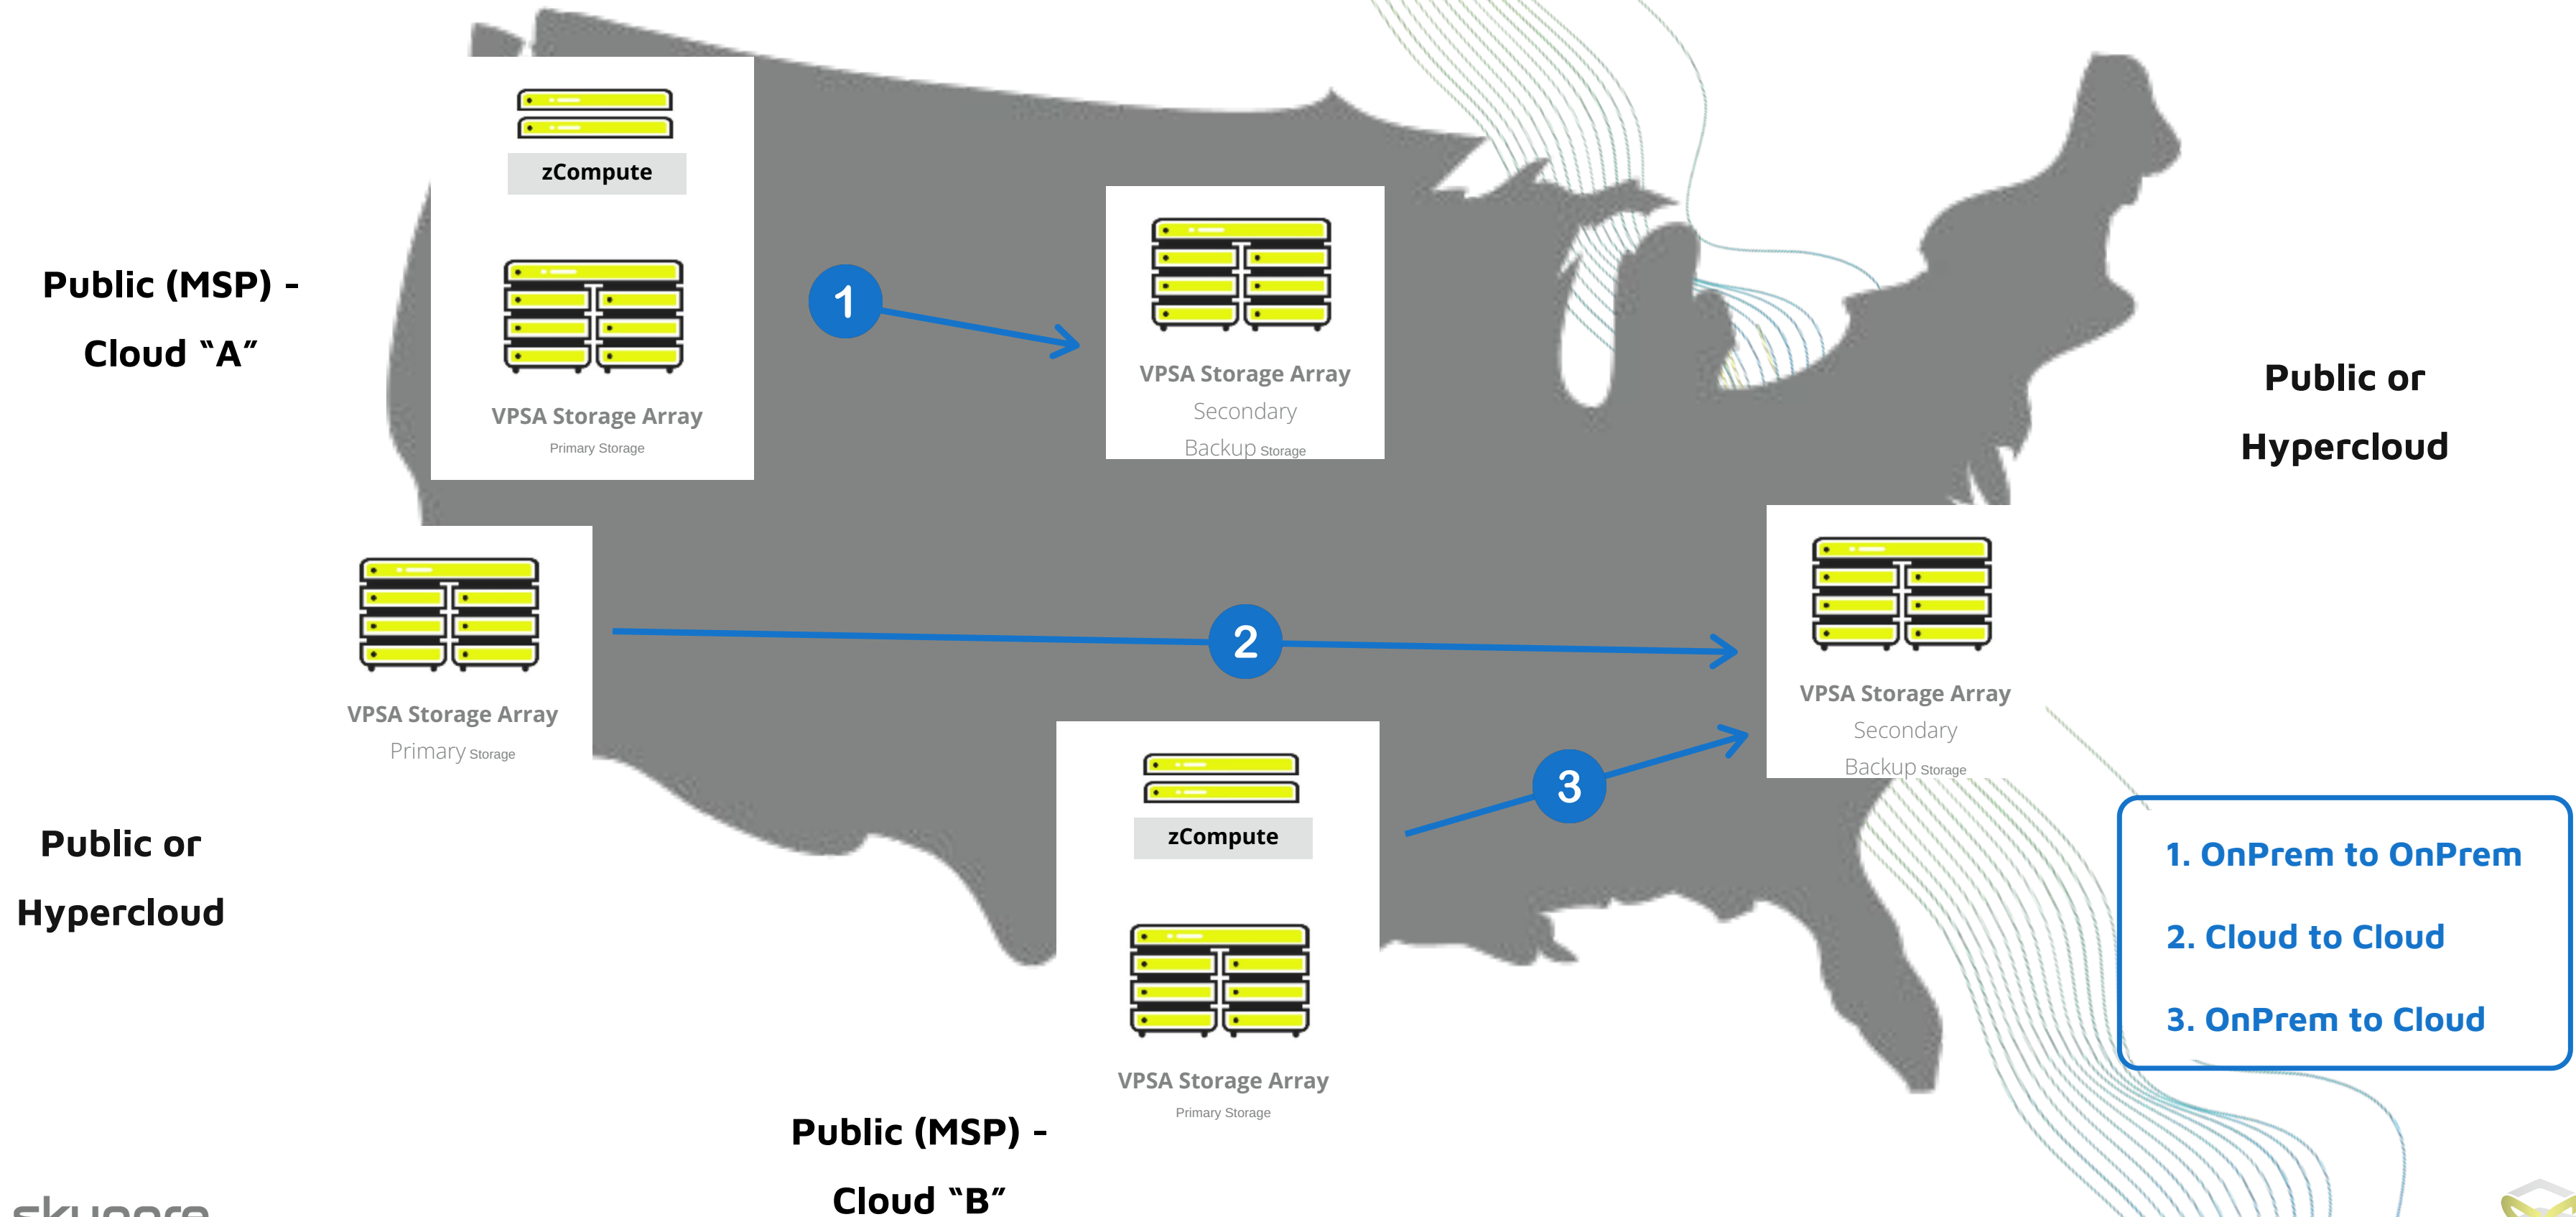 zCompute
VPSA Storage Array
Primary Storage
Public (MSP) -
Cloud “A”
1
VPSA Storage Array
Secondary
Backup Storage
Public or
Hypercloud
VPSA Storage Array
Primary Storage
Public or
Hypercloud
2
VPSA Storage Array
Secondary
Backup Storage
3
zCompute
VPSA Storage Array
Primary Storage
Public (MSP) -
Cloud “B”
1. OnPrem to OnPrem
2. Cloud to Cloud
3. OnPrem to Cloud